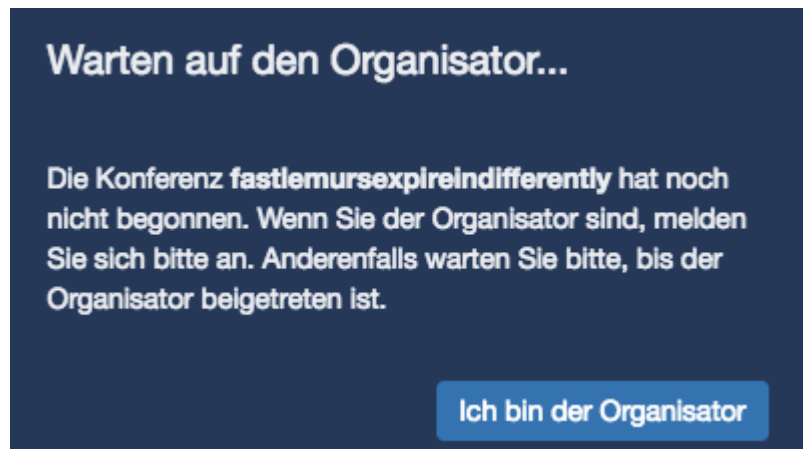 Warten auf den Organisator...
Die Konferenz fastlemursexpireindifferently hat noch
nicht begonnen. Wenn Sie der Organisator sind, melden
Sie sich bitte an. Anderenfalls warten Sie bitte, bis der
Organisator beigetreten ist.
Ich bin der Organisator